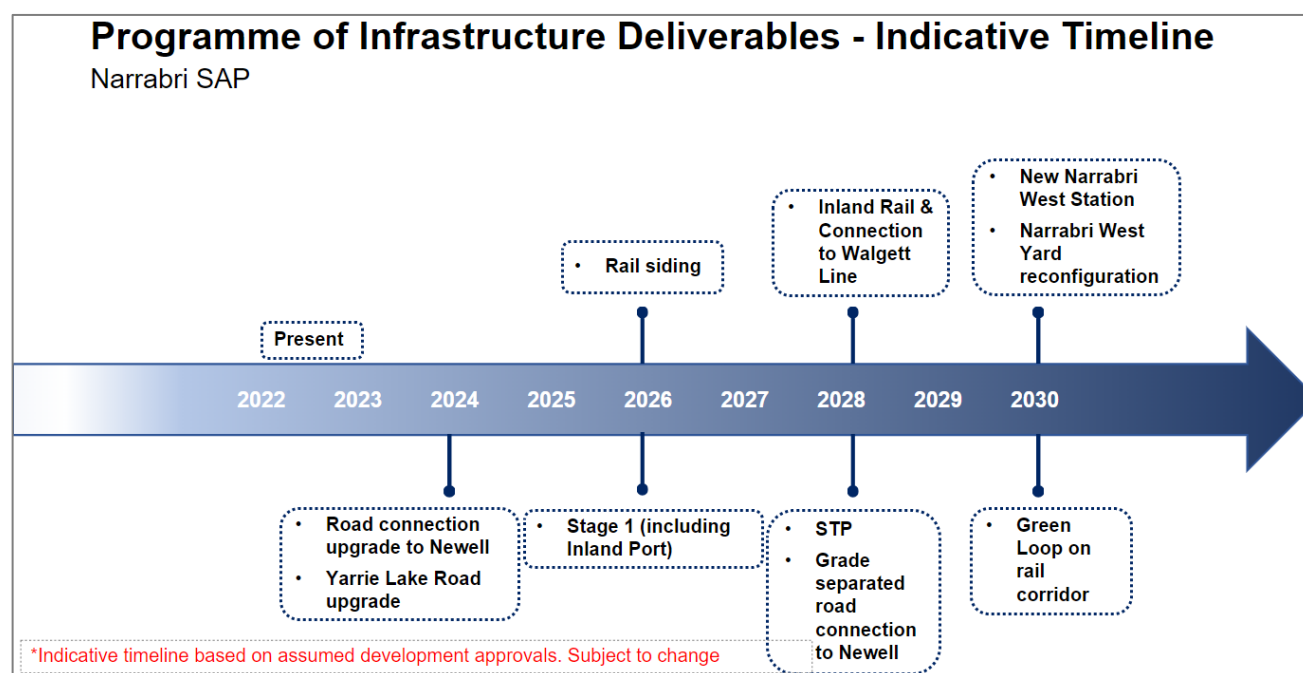 Programme of Infrastructure Deliverables - Indicative Timeline
Narrabri SAP
• New Narrabri
West Station
• Narrabri West
Yard
reconfiguration
• Inland Rail &
Connection
to Walgett
Line
• Rail siding
Present
2022 2023 2024 2025 2026 2027 2028 2029 2030
• Road connection
upgrade to Newell
• Yarrie Lake Road
upgrade
• Stage 1 (including
Inland Port)
• STP
• Grade
separated
road
connection
to Newell
• Green
Loop on
rail
corridor
*Indicative timeline based on assumed development approvals. Subject to change